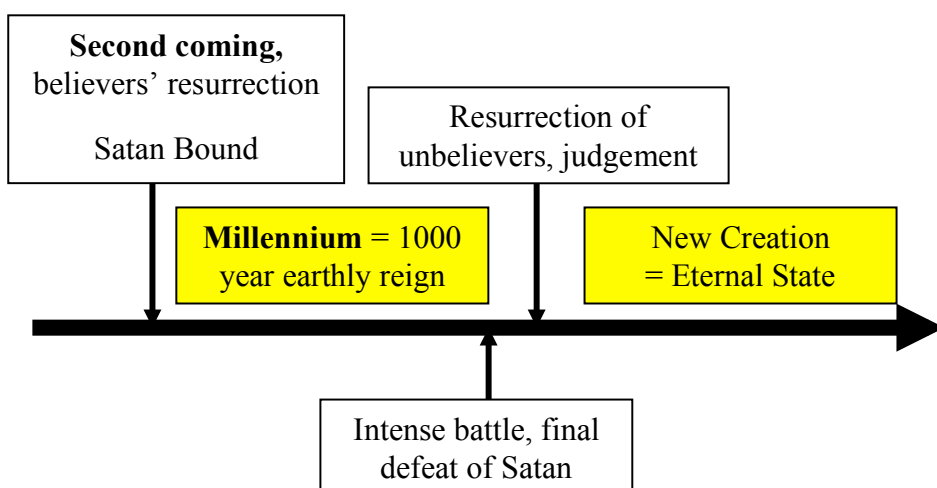 Second coming,
believers’ resurrection
Satan Bound
Resurrection of
unbelievers, judgement
Millennium = 1000
year earthly reign
New Creation
= Eternal State
Intense battle, final
defeat of Satan